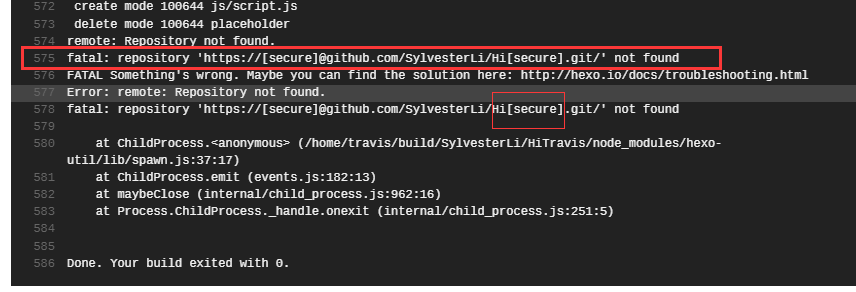 572 create mode 100644 js/script.js
573 delete mode 100644 placeholder
574 remote: Repository not found.
575 fatal: repository 'https://[secure]@github.com/SylvesterLi/Hi[secure].git/' not found
576 FATAL Something's wrong. Maybe you can find the solution here: http://hexo.io/docs/troubleshooting.html
577 Error: remote: Repository not found.
578 fatal: repository 'https://[secure]@github.com/SylvesterLi/Hi[secure].git/' not found
579
580 at ChildProcess.<anonymous> (/home/travis/build/SylvesterLi/HiTravis/node_modules/hexo-
util/lib/spawn.js:37:17)
581 at ChildProcess.emit (events.js:182:13)
582 at maybeClose (internal/child_process.js:962:16)
583 at Process.ChildProcess._handle.onexit (internal/child_process.js:251:5)
584
585
586 Done. Your build exited with 0.